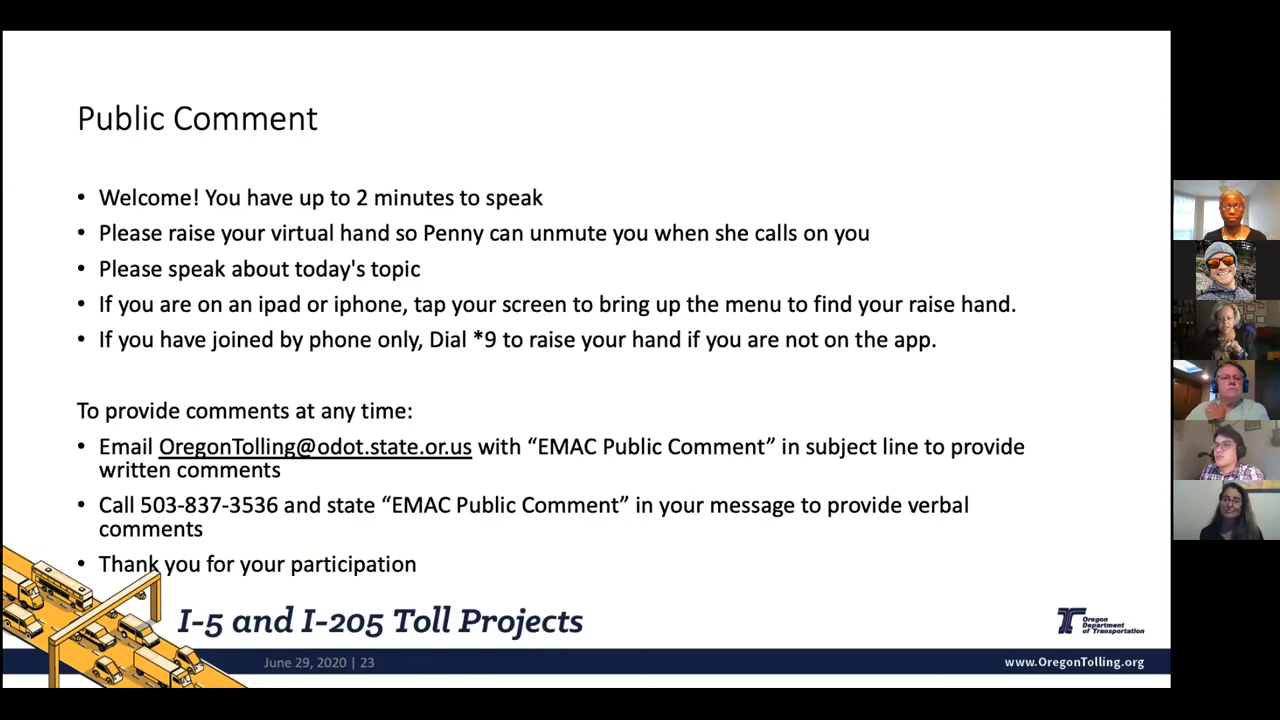 Public Comment
• Welcome! You have up to 2 minutes to speak
• Please raise your virtual hand so Penny can unmute you when she calls on you
• Please speak about today's topic
• If you are on an ipad or iphone, tap your screen to bring up the menu to find your raise hand.
• If you have joined by phone only, Dial *9 to raise your hand if you are not on the app.
To provide comments at any time:
• Email OregonTolling@odot.state.or.us with “EMAC Public Comment” in subject line to provide
written comments
• Call 503-837-3536 and state “EMAC Public Comment” in your message to provide verbal
comments
• Thank you for your participation
I-5 and I-205 Toll Projects
Oregon
Department
of Transportation
June 29, 2020 | 23
www.OregonTolling.org